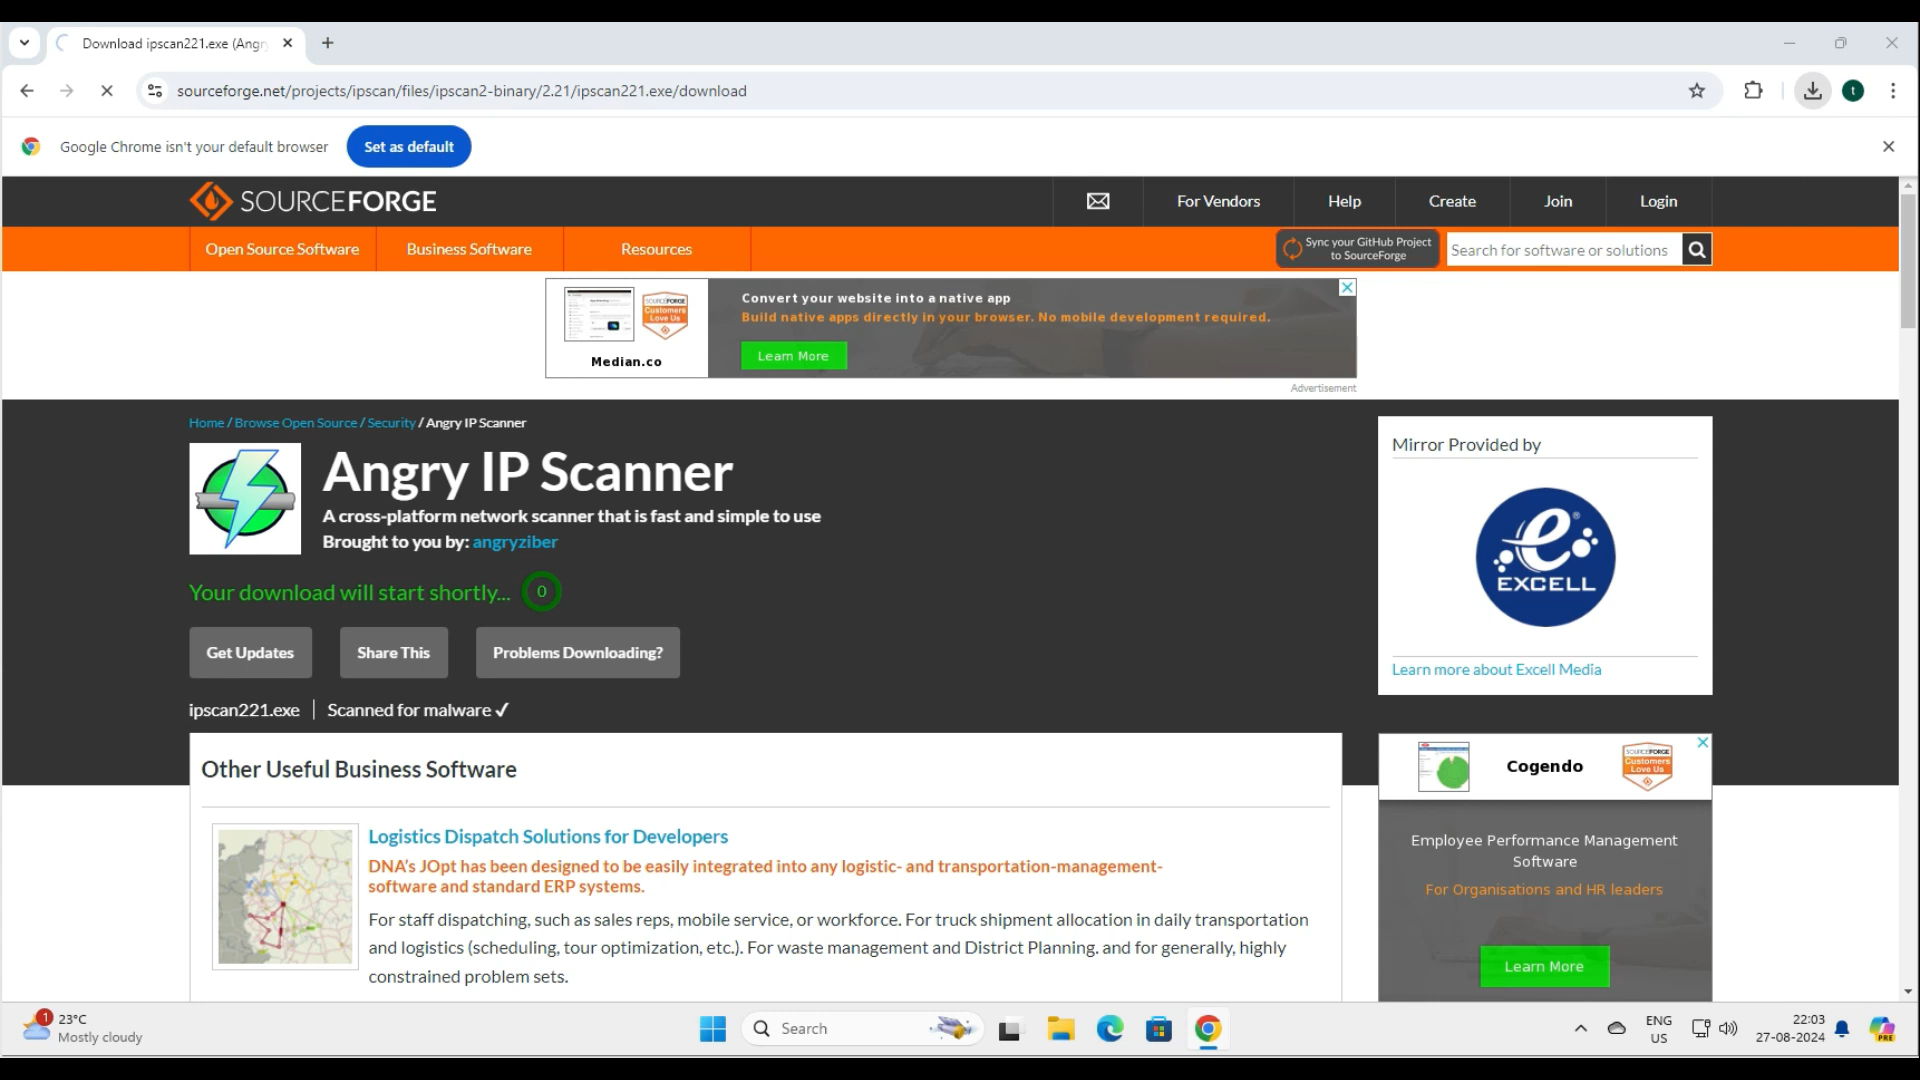 Download ipscan221.exe (Angr
sourceforge.net/projects/ipscan/files/ipscan2-binary/2.21/ipscan221.exe/download
t
Google Chrome isn't your default browser
Set as default
SOURCEFORGE
For Vendors
Help
Create
Join
Login
Open Source Software
Business Software
Resources
Sync your GitHub Project
to SourceForge
Search for software or solutions
SOURCEFORGE
Customers
Love Us
Median.co
Convert your website into a native app
Build native apps directly in your browser. No mobile development required.
Learn More
Advertisement
Home / Browse Open Source / Security / Angry IP Scanner
Angry IP Scanner
A cross-platform network scanner that is fast and simple to use
Brought to you by: angryziber
Your download will start shortly... 0
Get Updates
Share This
Problems Downloading?
ipscan221.exe
Scanned for malware ✓
Mirror Provided by
e®
EXCELL
Learn more about Excell Media
Other Useful Business Software
Logistics Dispatch Solutions for Developers
DNA's JOpt has been designed to be easily integrated into any logistic- and transportation-management-
software and standard ERP systems.
For staff dispatching, such as sales reps, mobile service, or workforce. For truck shipment allocation in daily transportation
and logistics (scheduling, tour optimization, etc.). For waste management and District Planning. and for generally, highly
constrained problem sets.
Cogendo
SOURCEFORGE
Customers
Love Us
Employee Performance Management
Software
For Organisations and HR leaders
Learn More
1
23°C
Mostly cloudy
Search
ENG
US
22:03
27-08-2024
PRE